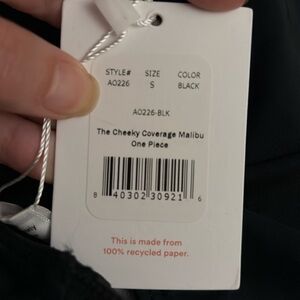 STYLE# SIZE COLOR
A0226 S BLACK
A0226-BLK
The Cheeky Coverage Malibu
One Piece
8 40302 30921 6
This is made from
100% recycled paper.